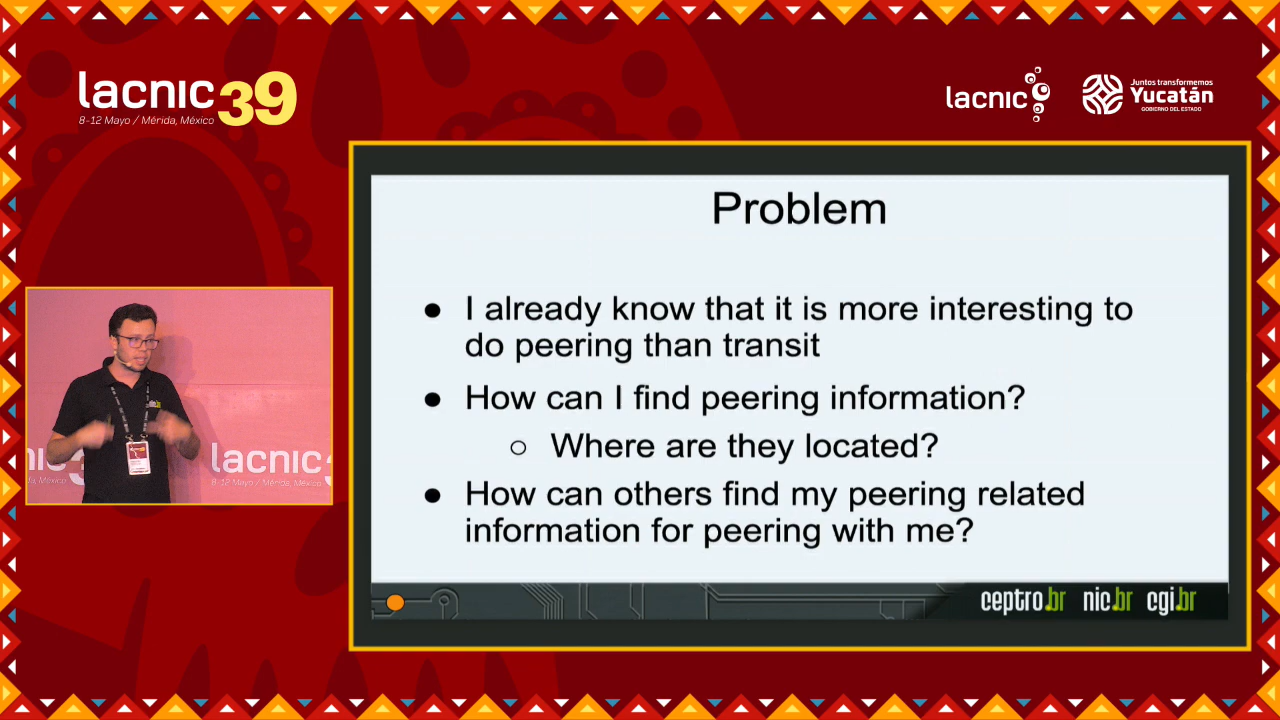 lacnic 39
8-12 Mayo / Mérida, México
lacnic
Juntos transformemos
Yucatán
GOBIERNO DEL ESTADO
Problem
● I already know that it is more interesting to
do peering than transit
● How can I find peering information?
○ Where are they located?
● How can others find my peering related
information for peering with me?
ceptro.br nic.br cgi.br
lacnic
8-12 Mayo / Mérida, México